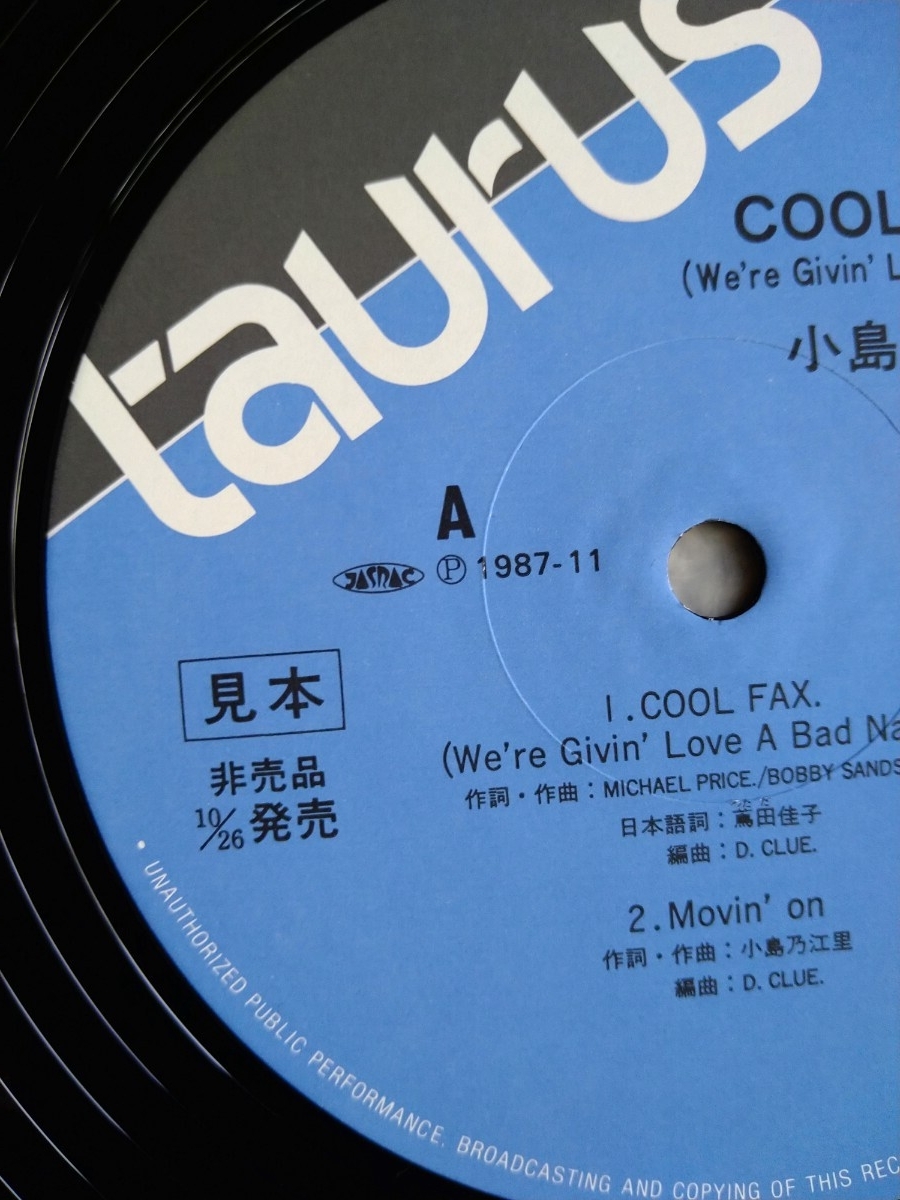 taurus
COOL
(We're Givin' L
小島
A
JASRAC Ⓟ 1987-11
見本
非売品
10/26 発売
1.COOL FAX.
(We're Givin' Love A Bad Na
作詞・作曲：MICHAEL PRICE./BOBBY SANDS
うただ
日本語詞：蔦田佳子
編曲：D. CLUE.
2.Movin' on
作詞・作曲：小島乃江里
編曲：D. CLUE.
• UNAUTHORIZED PUBLIC PERFORMANCE. BROADCASTING AND COPYING OF THIS REC